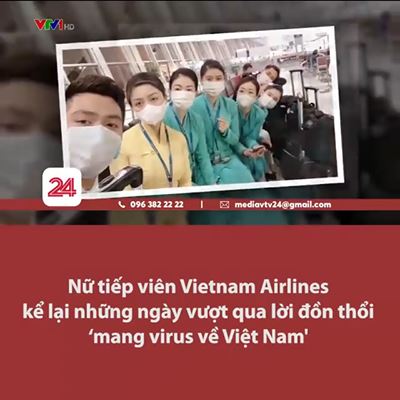 VTV1 HD
24
096 382 22 22 | mediavtv24@gmail.com
Nữ tiếp viên Vietnam Airlines
kể lại những ngày vượt qua lời đồn thổi
‘mang virus về Việt Nam'